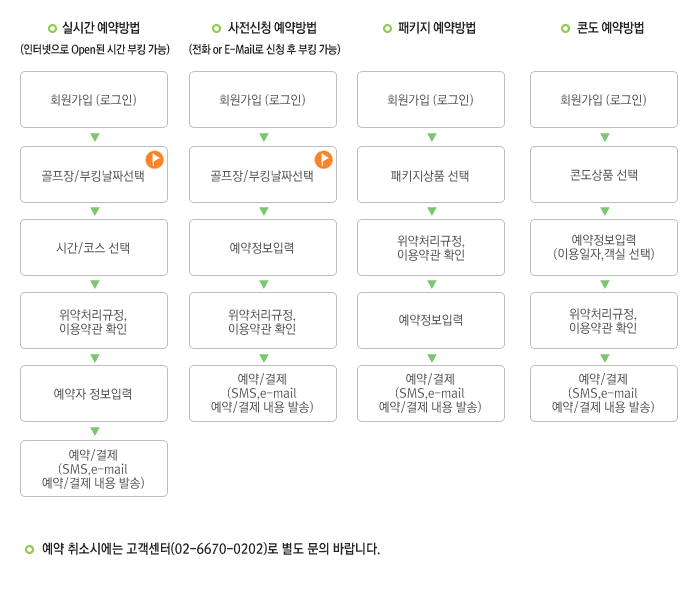 실시간 예약방법
(인터넷으로 Open된 시간 부킹 가능)
회원가입 (로그인)
골프장/부킹날짜선택
시간/코스 선택
위약처리규정,
이용약관 확인
예약자 정보입력
예약/결제
(SMS,e-mail
예약/결제 내용 발송)
사전신청 예약방법
(전화 or E-Mail로 신청 후 부킹 가능)
회원가입 (로그인)
골프장/부킹날짜선택
예약정보입력
위약처리규정,
이용약관 확인
예약/결제
(SMS,e-mail
예약/결제 내용 발송)
패키지 예약방법
회원가입 (로그인)
패키지상품 선택
위약처리규정,
이용약관 확인
예약정보입력
예약/결제
(SMS,e-mail
예약/결제 내용 발송)
콘도 예약방법
회원가입 (로그인)
콘도상품 선택
예약정보입력
(이용일자,객실 선택)
위약처리규정,
이용약관 확인
예약/결제
(SMS,e-mail
예약/결제 내용 발송)
예약 취소시에는 고객센터(02-6670-0202)로 별도 문의 바랍니다.